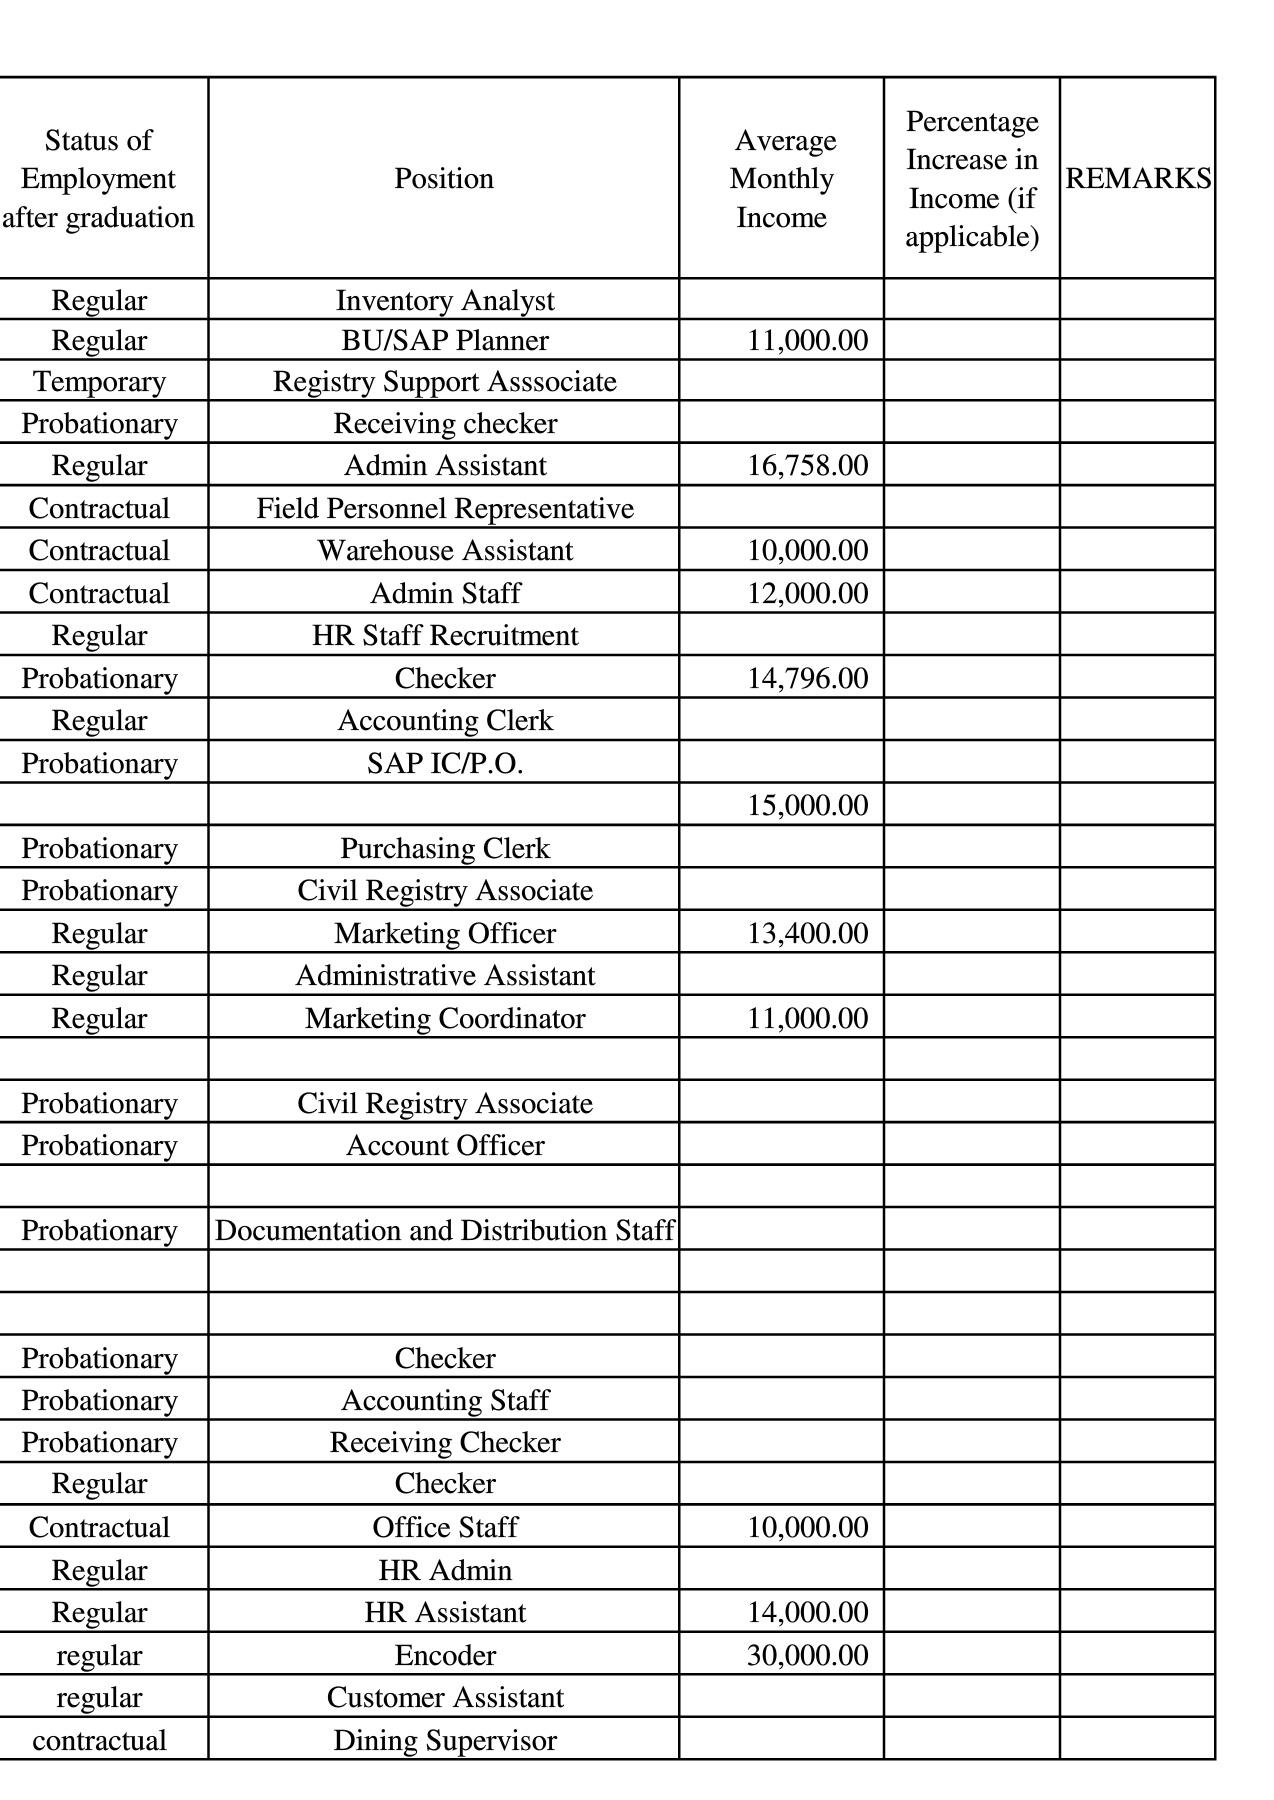 Status of Employment after graduation Position Average Monthly Income Percentage Increase in Income (if applicable) REMARKS
Regular Inventory Analyst
Regular BU/SAP Planner 11,000.00
Temporary Registry Support Asssociate
Probationary Receiving checker
Regular Admin Assistant 16,758.00
Contractual Field Personnel Representative
Contractual Warehouse Assistant 10,000.00
Contractual Admin Staff 12,000.00
Regular HR Staff Recruitment
Probationary Checker 14,796.00
Regular Accounting Clerk
Probationary SAP IC/P.O.
15,000.00
Probationary Purchasing Clerk
Probationary Civil Registry Associate
Regular Marketing Officer 13,400.00
Regular Administrative Assistant
Regular Marketing Coordinator 11,000.00
Probationary Civil Registry Associate
Probationary Account Officer
Probationary Documentation and Distribution Staff
Probationary Checker
Probationary Accounting Staff
Probationary Receiving Checker
Regular Checker
Contractual Office Staff 10,000.00
Regular HR Admin
Regular HR Assistant 14,000.00
regular Encoder 30,000.00
regular Customer Assistant
contractual Dining Supervisor